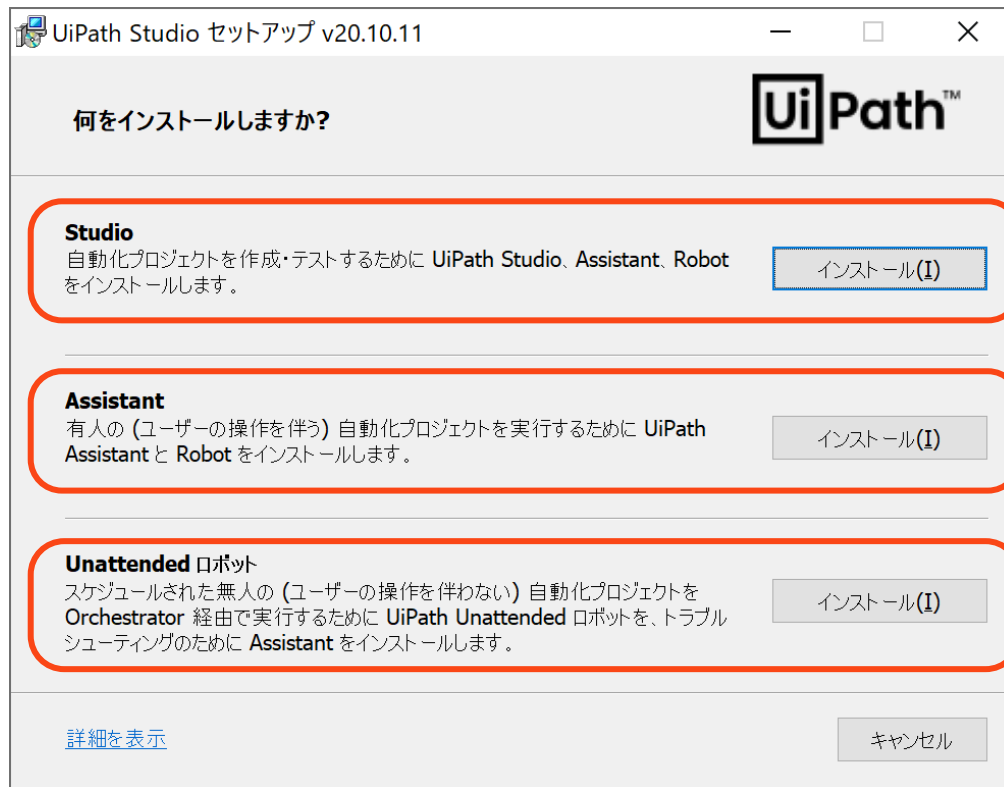 UiPath Studio セットアップ v20.10.11
何をインストールしますか?
UiPath™
Studio
自動化プロジェクトを作成・テストするために UiPath Studio、Assistant、Robot
をインストールします。
インストール(I)
Assistant
有人の (ユーザーの操作を伴う) 自動化プロジェクトを実行するために UiPath
Assistant と Robot をインストールします。
インストール(I)
Unattended ロボット
スケジュールされた無人の (ユーザーの操作を伴わない) 自動化プロジェクトを
Orchestrator 経由で実行するために UiPath Unattended ロボットを、トラブル
シューティングのために Assistant をインストールします。
インストール(I)
詳細を表示
キャンセル